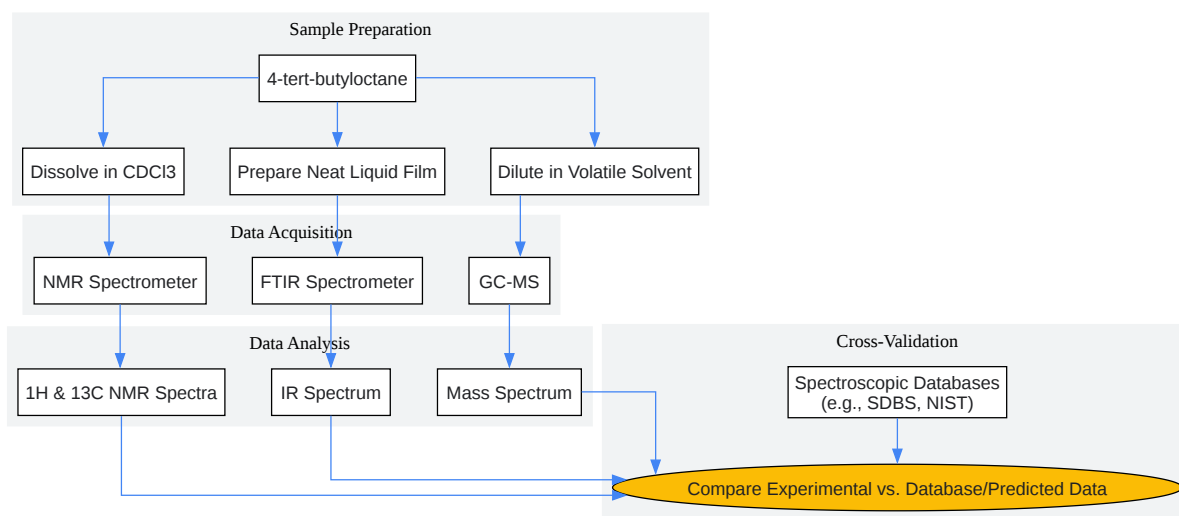 Sample Preparation
4-tert-butyloctane
Dissolve in CDCl3
Prepare Neat Liquid Film
Dilute in Volatile Solvent
Data Acquisition
NMR Spectrometer
FTIR Spectrometer
GC-MS
Data Analysis
Cross-Validation
1H & 13C NMR Spectra
IR Spectrum
Mass Spectrum
Spectroscopic Databases
(e.g., SDBS, NIST)
Compare Experimental vs. Database/Predicted Data